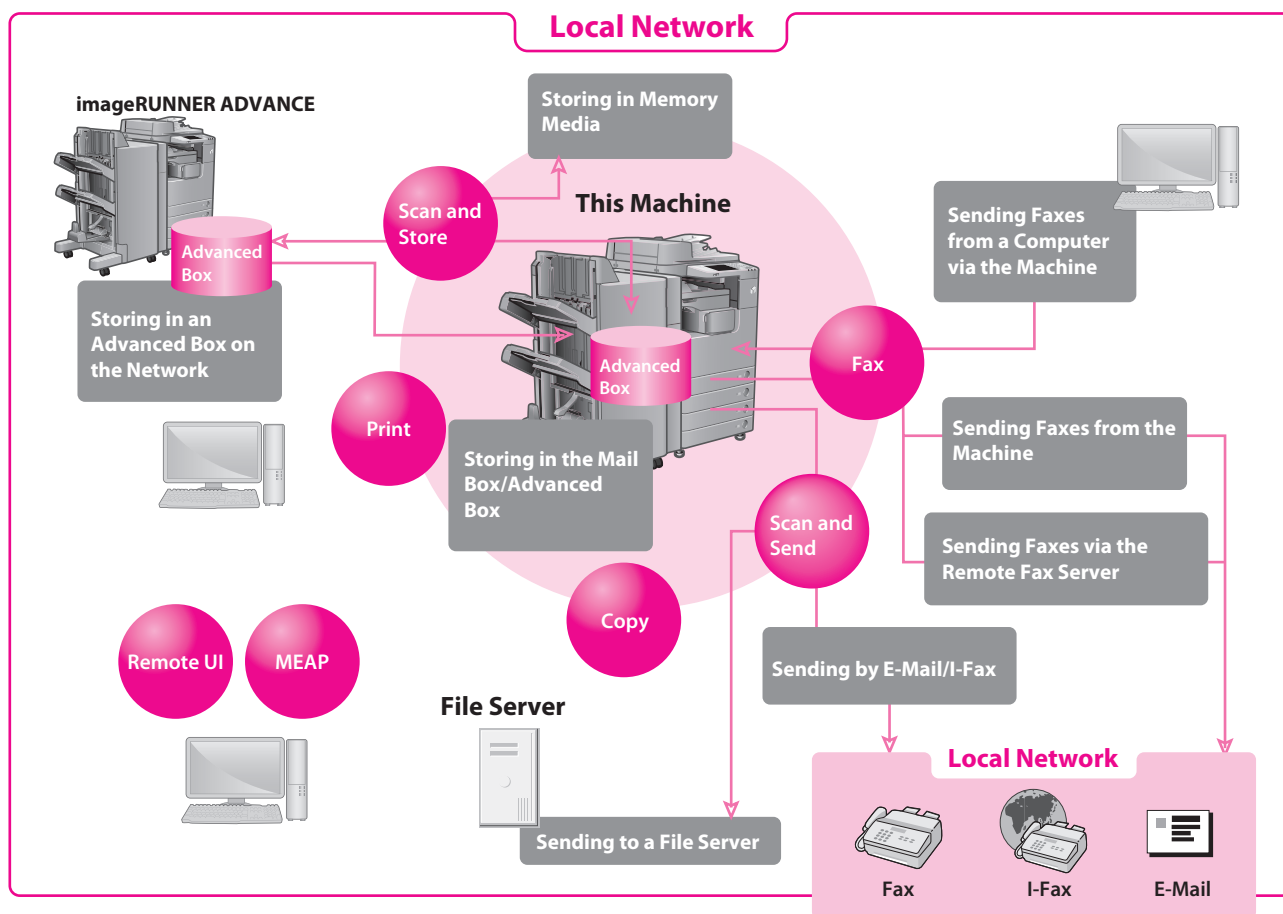 Local Network
imageRUNNER ADVANCE
Storing in Memory
Media
Scan and
Store
This Machine
Sending Faxes
from a Computer
via the Machine
Advanced
Box
Storing in an
Advanced Box on
the Network
Advanced
Box
Fax
Print
Storing in the Mail
Box/Advanced
Box
Sending Faxes from the
Machine
Scan and
Send
Sending Faxes via the
Remote Fax Server
Copy
Remote UI
MEAP
Sending by E-Mail/I-Fax
File Server
Sending to a File Server
Local Network
Fax
I-Fax
E-Mail